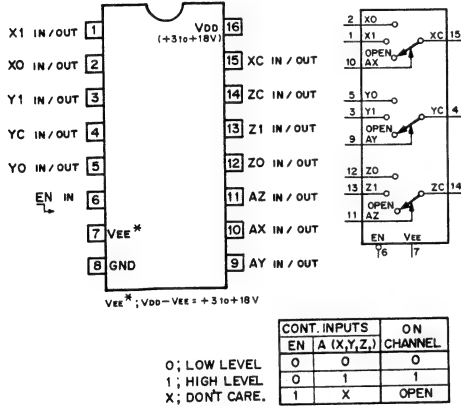 X1 IN/OUT 1
X0 IN/OUT 2
Y1 IN/OUT 3
YC IN/OUT 4
Y0 IN/OUT 5
EN IN 6
7 VEE*
8 GND
VDD 16
(+3 to +18V)
15 XC IN/OUT
14 ZC IN/OUT
13 Z1 IN/OUT
12 Z0 IN/OUT
11 AZ IN/OUT
10 AX IN/OUT
9 AY IN/OUT
VEE*; VDD-VEE = +3 to +18V
2 X0
1 X1 XC 15
OPEN
10 AX
5 Y0
3 Y1 YC 4
OPEN
9 AY
12 Z0
13 Z1 ZC 14
OPEN
11 AZ
EN VEE
6 7
CONT. INPUTS ON CHANNEL
EN A (X,Y,Z,)
0 0 0
0 1 1
1 X OPEN
0; LOW LEVEL
1; HIGH LEVEL
X; DON'T CARE.